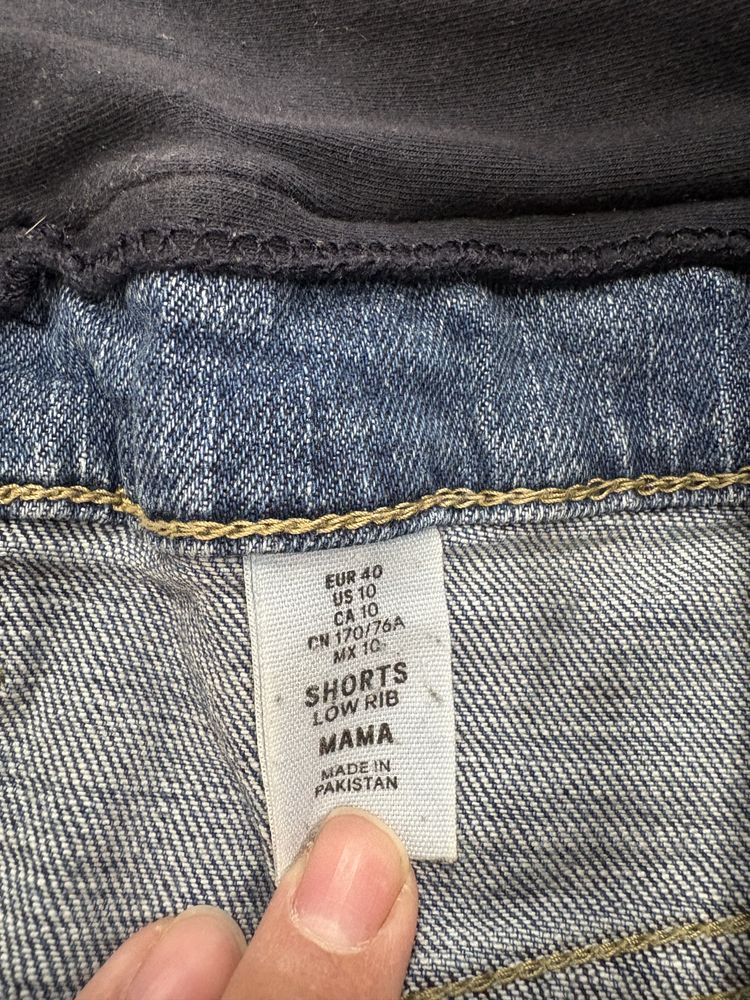 EUR 40
US 10
CA 10
CN 170/76A
MX 10
SHORTS
LOW RIB
MAMA
MADE IN
PAKISTAN